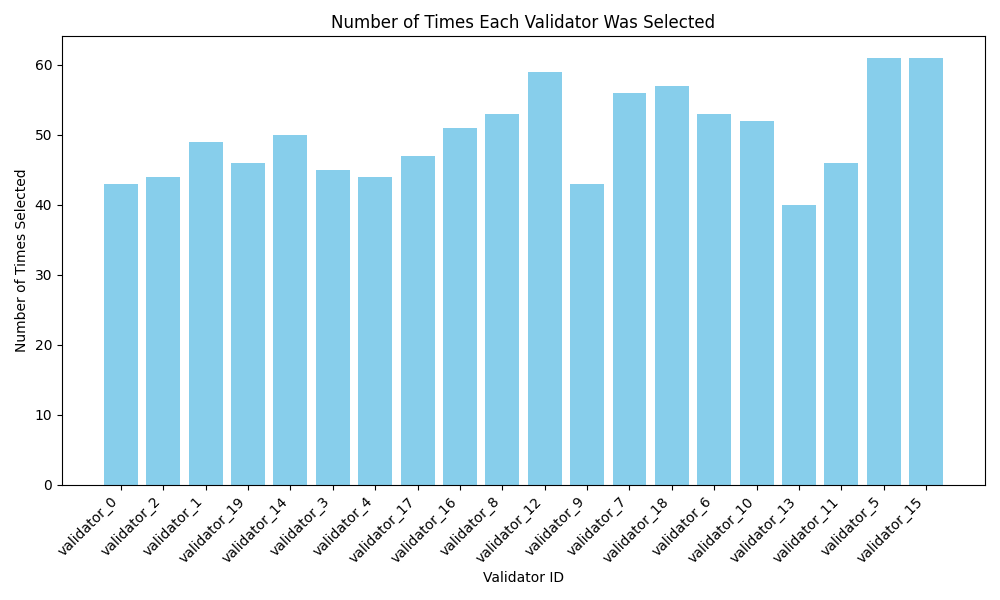 Number of Times Each Validator Was Selected
Number of Times Selected
60
50
40
30
20
10
0
validator_0
validator_2
validator_1
validator_19
validator_14
validator_3
validator_4
validator_17
validator_16
validator_8
validator_12
validator_9
validator_7
validator_18
validator_6
validator_10
validator_13
validator_11
validator_5
validator_15
Validator ID